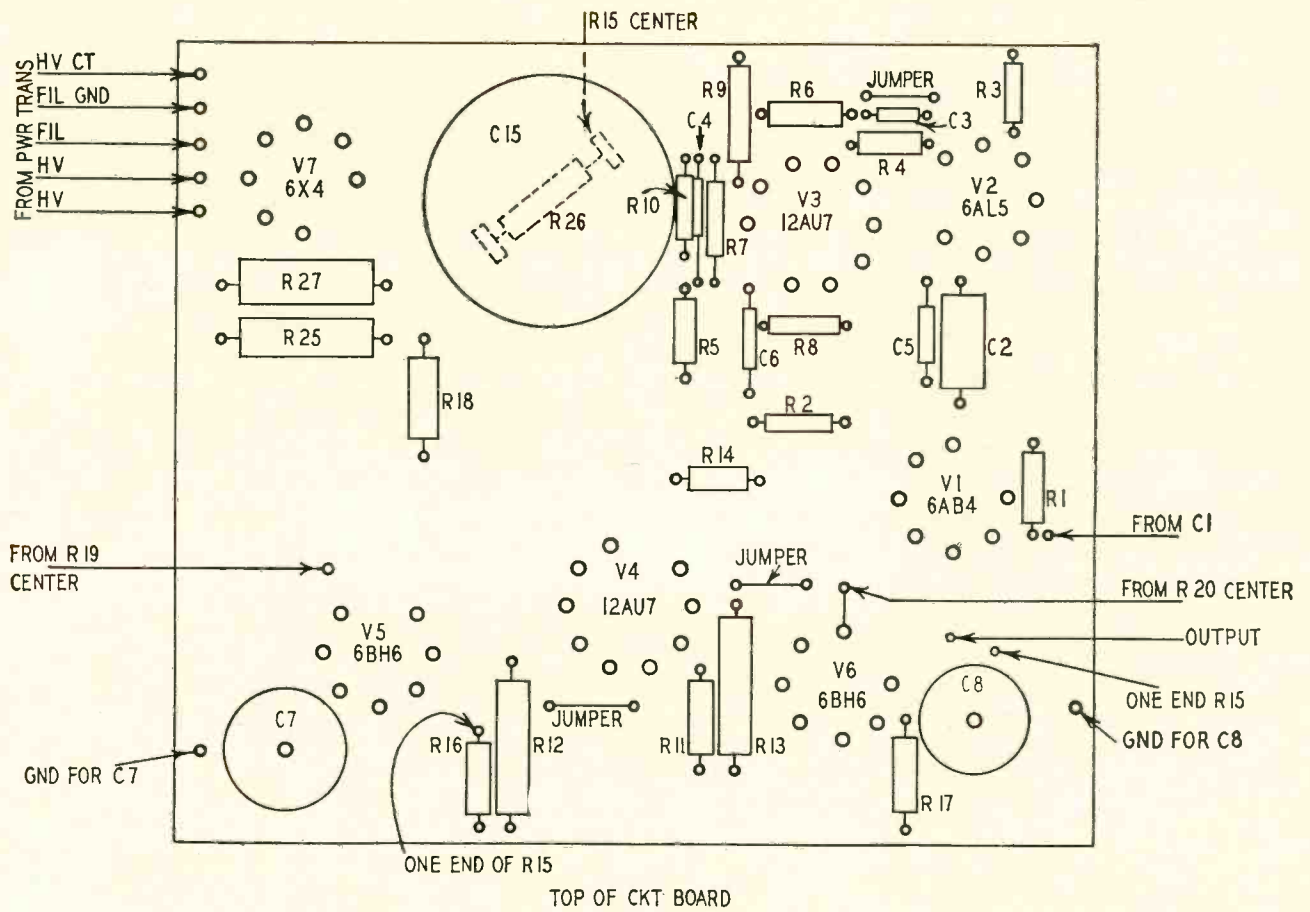 R15 CENTER
HV CT
FIL GND
FIL
HV
HV
FROM PWR TRANS
V7
6X4
C15
R26
R9
R6
JUMPER
C3
R3
C4
R4
R10
R7
V3
12AU7
V2
6AL5
R27
R25
R18
R5
C6
R8
C5
C2
R2
R14
V1
6AB4
R1
FROM C1
FROM R19
CENTER
V4
12AU7
JUMPER
FROM R20 CENTER
V5
6BH6
OUTPUT
V6
6BH6
C8
ONE END R15
C7
R16
R12
JUMPER
R11
R13
GND FOR C8
GND FOR C7
R17
ONE END OF R15
TOP OF CKT BOARD